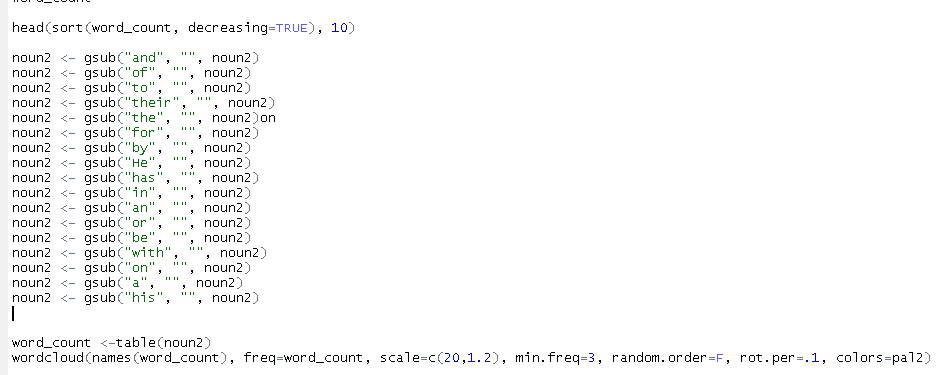 head(sort(word_count, decreasing=TRUE), 10)
noun2 <- gsub("and", "", noun2)
noun2 <- gsub("of", "", noun2)
noun2 <- gsub("to", "", noun2)
noun2 <- gsub("their", "", noun2)
noun2 <- gsub("the", "", noun2)on
noun2 <- gsub("for", "", noun2)
noun2 <- gsub("by", "", noun2)
noun2 <- gsub("He", "", noun2)
noun2 <- gsub("has", "", noun2)
noun2 <- gsub("in", "", noun2)
noun2 <- gsub("an", "", noun2)
noun2 <- gsub("or", "", noun2)
noun2 <- gsub("be", "", noun2)
noun2 <- gsub("with", "", noun2)
noun2 <- gsub("on", "", noun2)
noun2 <- gsub("a", "", noun2)
noun2 <- gsub("his", "", noun2)
word_count <-table(noun2)
wordcloud(names(word_count), freq=word_count, scale=c(20,1.2), min.freq=3, random.order=F, rot.per=.1, colors=pal2)